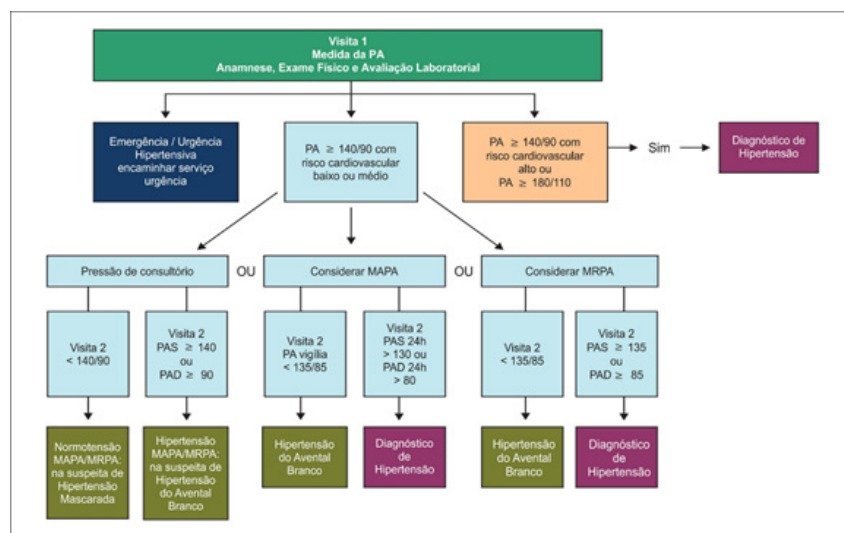 Visita 1
Medida da PA
Anamnese, Exame Físico e Avaliação Laboratorial
Emergência / Urgência
Hipertensiva
encaminhar serviço
urgência
PA ≥ 140/90 com
risco cardiovascular
baixo ou médio
PA ≥ 140/90 com
risco cardiovascular
alto ou
PA ≥ 180/110
Sim
Diagnóstico de
Hipertensão
Pressão de consultório
OU
Considerar MAPA
OU
Considerar MRPA
Visita 2
< 140/90
Visita 2
PAS ≥ 140
ou
PAD ≥ 90
Visita 2
PA vigília
< 135/85
Visita 2
PAS 24h
> 130 ou
PAD 24h
> 80
Visita 2
< 135/85
Visita 2
PAS ≥ 135
ou
PAD ≥ 85
Normotensão
MAPA/MRPA:
na suspeita de
Hipertensão
Mascarada
Hipertensão
MAPA/MRPA:
na suspeita de
Hipertensão
do Avental
Branco
Hipertensão
do Avental
Branco
Diagnóstico
de
Hipertensão
Hipertensão
do Avental
Branco
Diagnóstico
de
Hipertensão